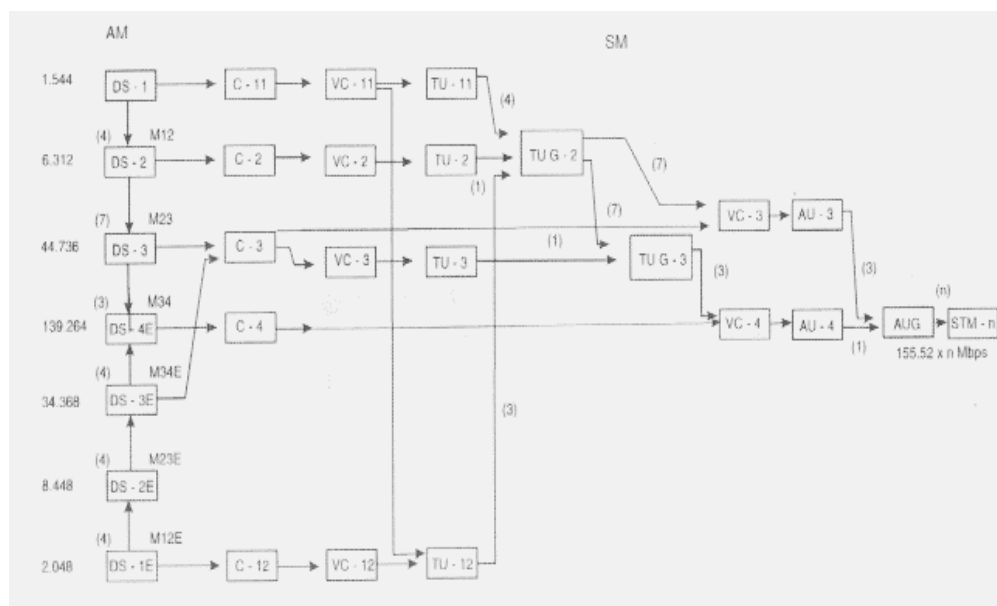 AM
SM
1.544
DS - 1
C - 11
VC - 11
TU - 11
(4)
(4)
M12
6.312
DS - 2
C - 2
VC - 2
TU - 2
(1)
TU G - 2
(7)
(7)
(7)
M23
44.736
DS - 3
C - 3
VC - 3
TU - 3
(1)
TU G - 3
(3)
VC - 3
AU - 3
(3)
(3)
M34
139.264
DS - 4E
C - 4
VC - 4
AU - 4
(1)
AUG
(n)
STM - n
155.52 x n Mbps
(4)
M34E
34.368
DS - 3E
(3)
(4)
M23E
8.448
DS - 2E
(4)
M12E
2.048
DS - 1E
C - 12
VC - 12
TU - 12